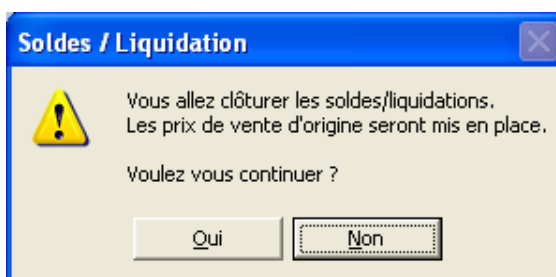 Soldes / Liquidation
Vous allez clôturer les soldes/liquidations.
Les prix de vente d'origine seront mis en place.
Voulez vous continuer ?
Oui
Non